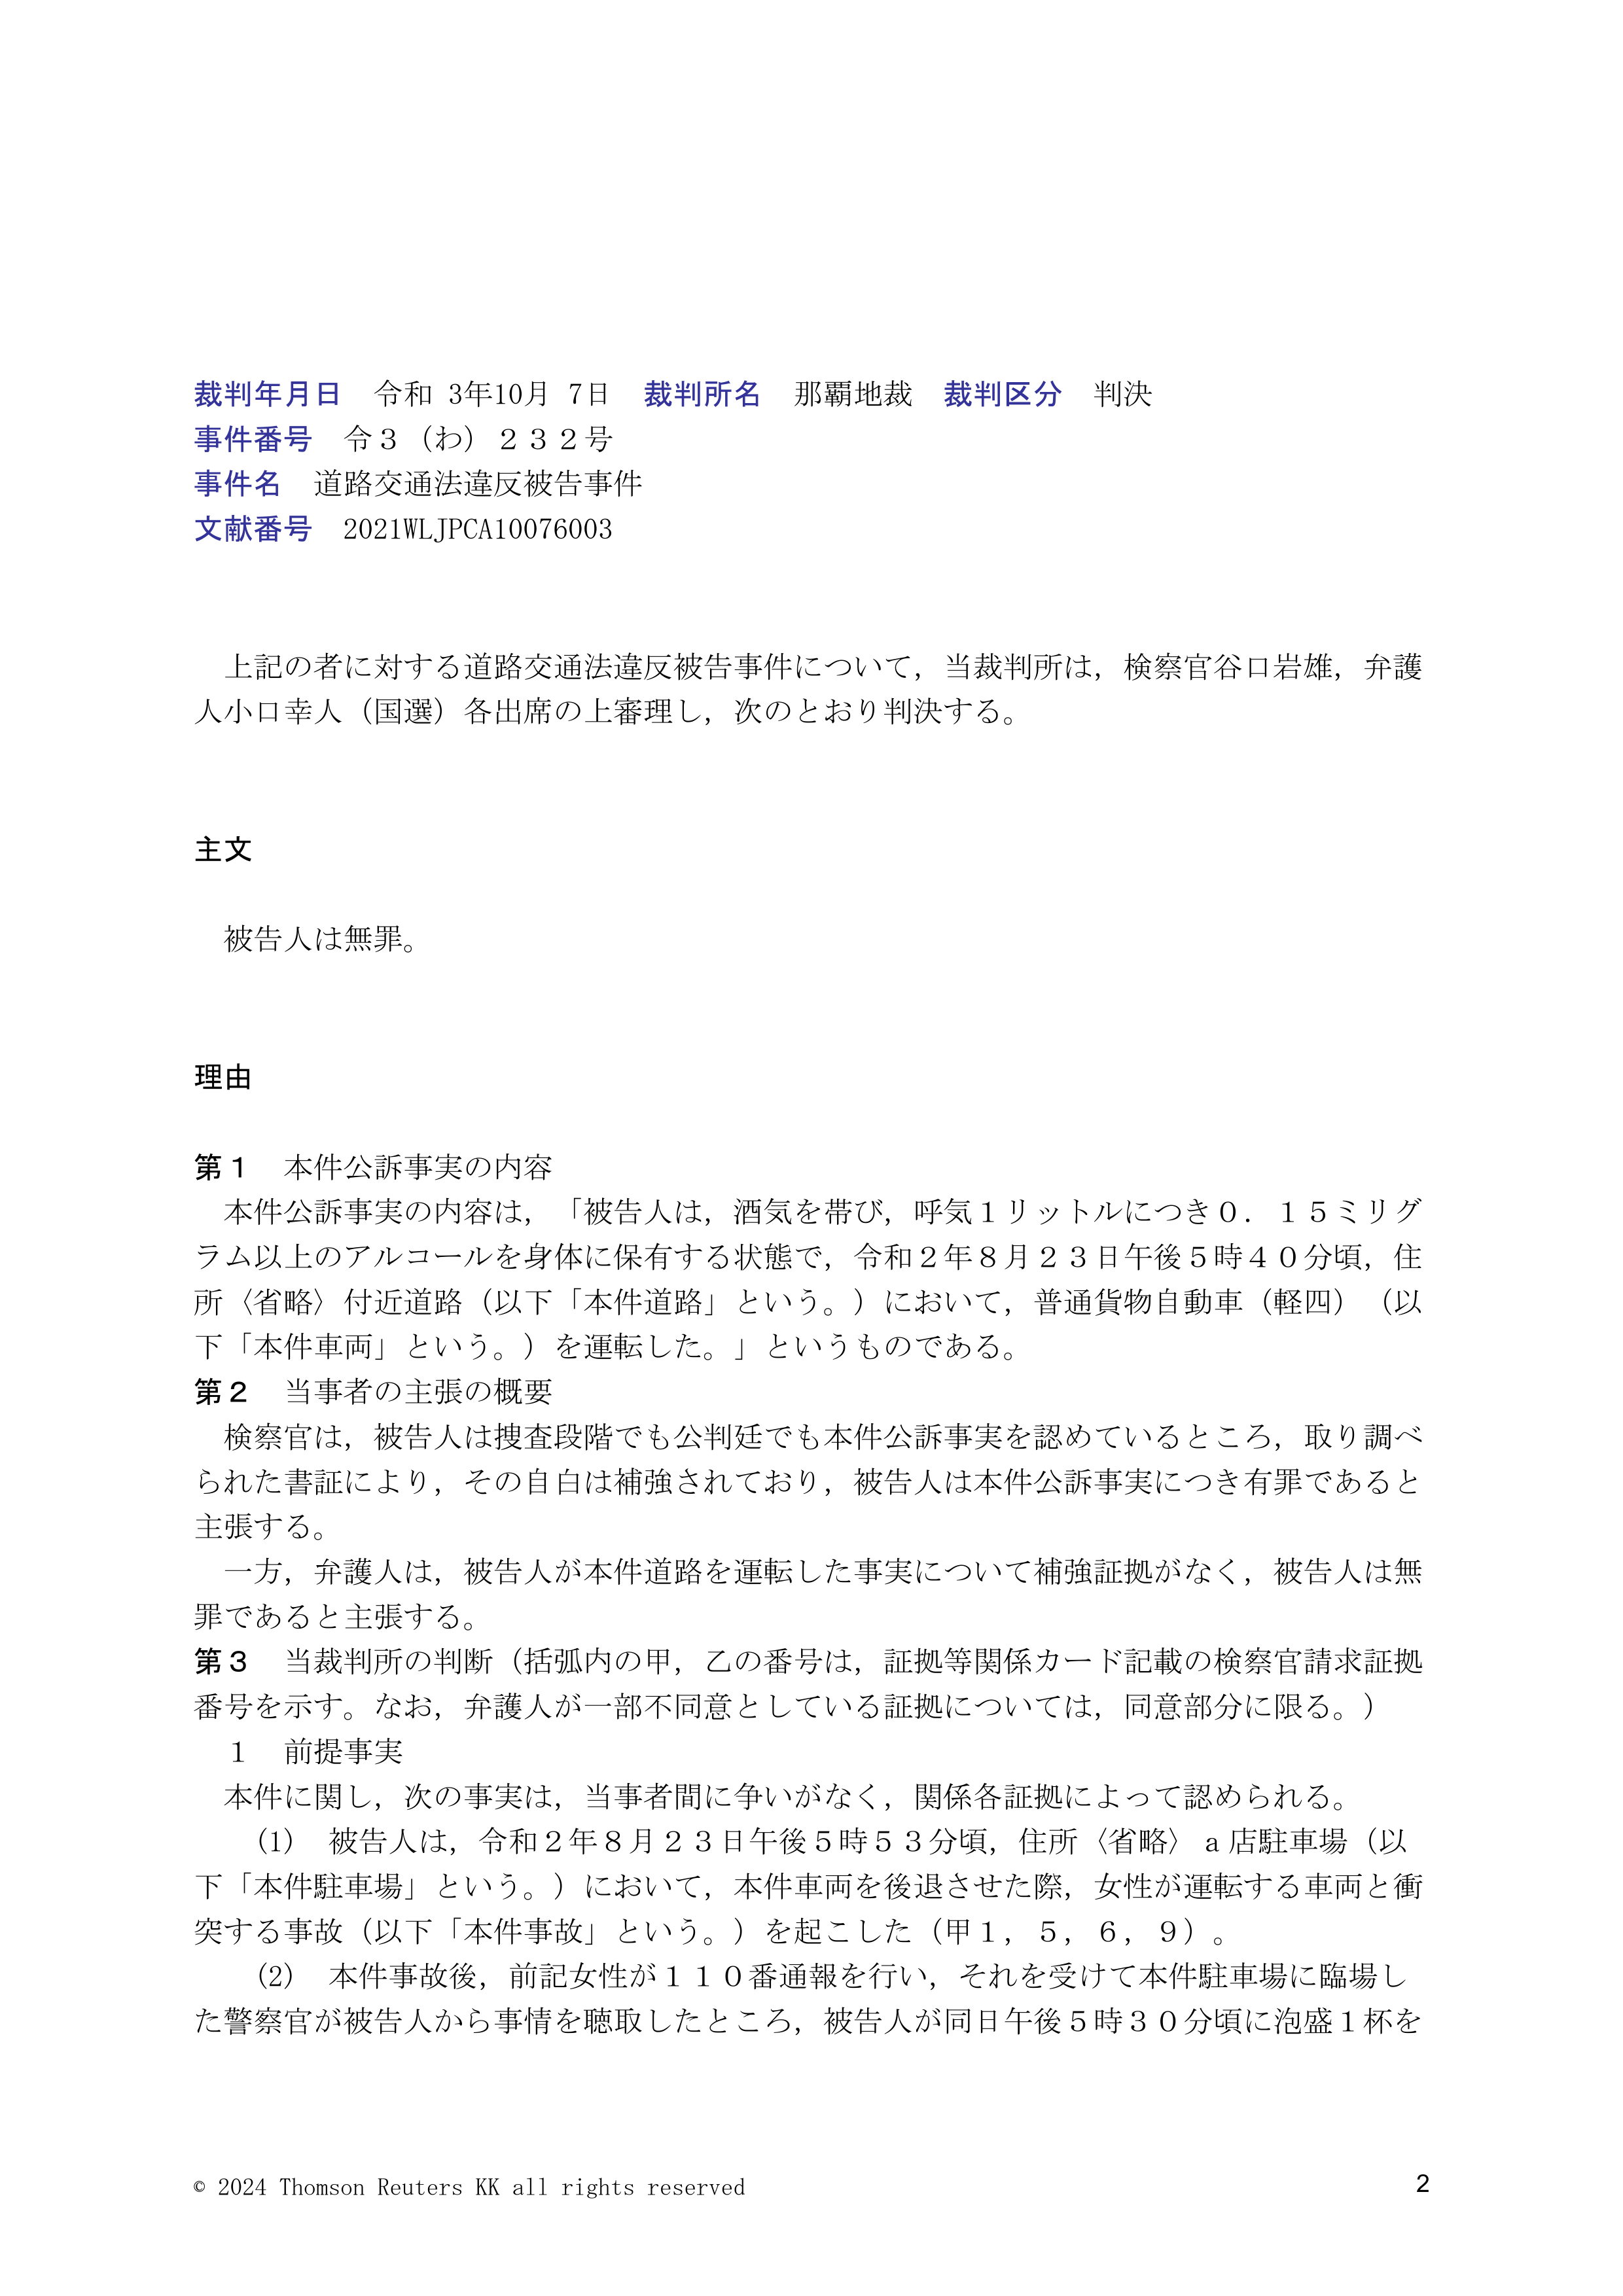 裁判年月日　令和 3年10月 7日　裁判所名　那覇地裁　裁判区分　判決
事件番号　令３（わ）２３２号
事件名　道路交通法違反被告事件
文献番号　2021WLJPCA10076003
　上記の者に対する道路交通法違反被告事件について，当裁判所は，検察官谷口岩雄，弁護
人小口幸人（国選）各出席の上審理し，次のとおり判決する。
主文
　被告人は無罪。
理由
第１　本件公訴事実の内容
　本件公訴事実の内容は，「被告人は，酒気を帯び，呼気１リットルにつき０．１５ミリグ
ラム以上のアルコールを身体に保有する状態で，令和２年８月２３日午後５時４０分頃，住
所〈省略〉付近道路（以下「本件道路」という。）において，普通貨物自動車（軽四）（以
下「本件車両」という。）を運転した。」というものである。
第２　当事者の主張の概要
　検察官は，被告人は捜査段階でも公判廷でも本件公訴事実を認めているところ，取り調べ
られた書証により，その自白は補強されており，被告人は本件公訴事実につき有罪であると
主張する。
　一方，弁護人は，被告人が本件道路を運転した事実について補強証拠がなく，被告人は無
罪であると主張する。
第３　当裁判所の判断（括弧内の甲，乙の番号は，証拠等関係カード記載の検察官請求証拠
番号を示す。なお，弁護人が一部不同意としている証拠については，同意部分に限る。）
　１　前提事実
　本件に関し，次の事実は，当事者間に争いがなく，関係各証拠によって認められる。
　　(1)　被告人は，令和２年８月２３日午後５時５３分頃，住所〈省略〉ａ店駐車場（以
下「本件駐車場」という。）において，本件車両を後退させた際，女性が運転する車両と衝
突する事故（以下「本件事故」という。）を起こした（甲１，５，６，９）。
　　(2)　本件事故後，前記女性が１１０番通報を行い，それを受けて本件駐車場に臨場し
た警察官が被告人から事情を聴取したところ，被告人が同日午後５時３０分頃に泡盛１杯を
© 2024 Thomson Reuters KK all rights reserved
2